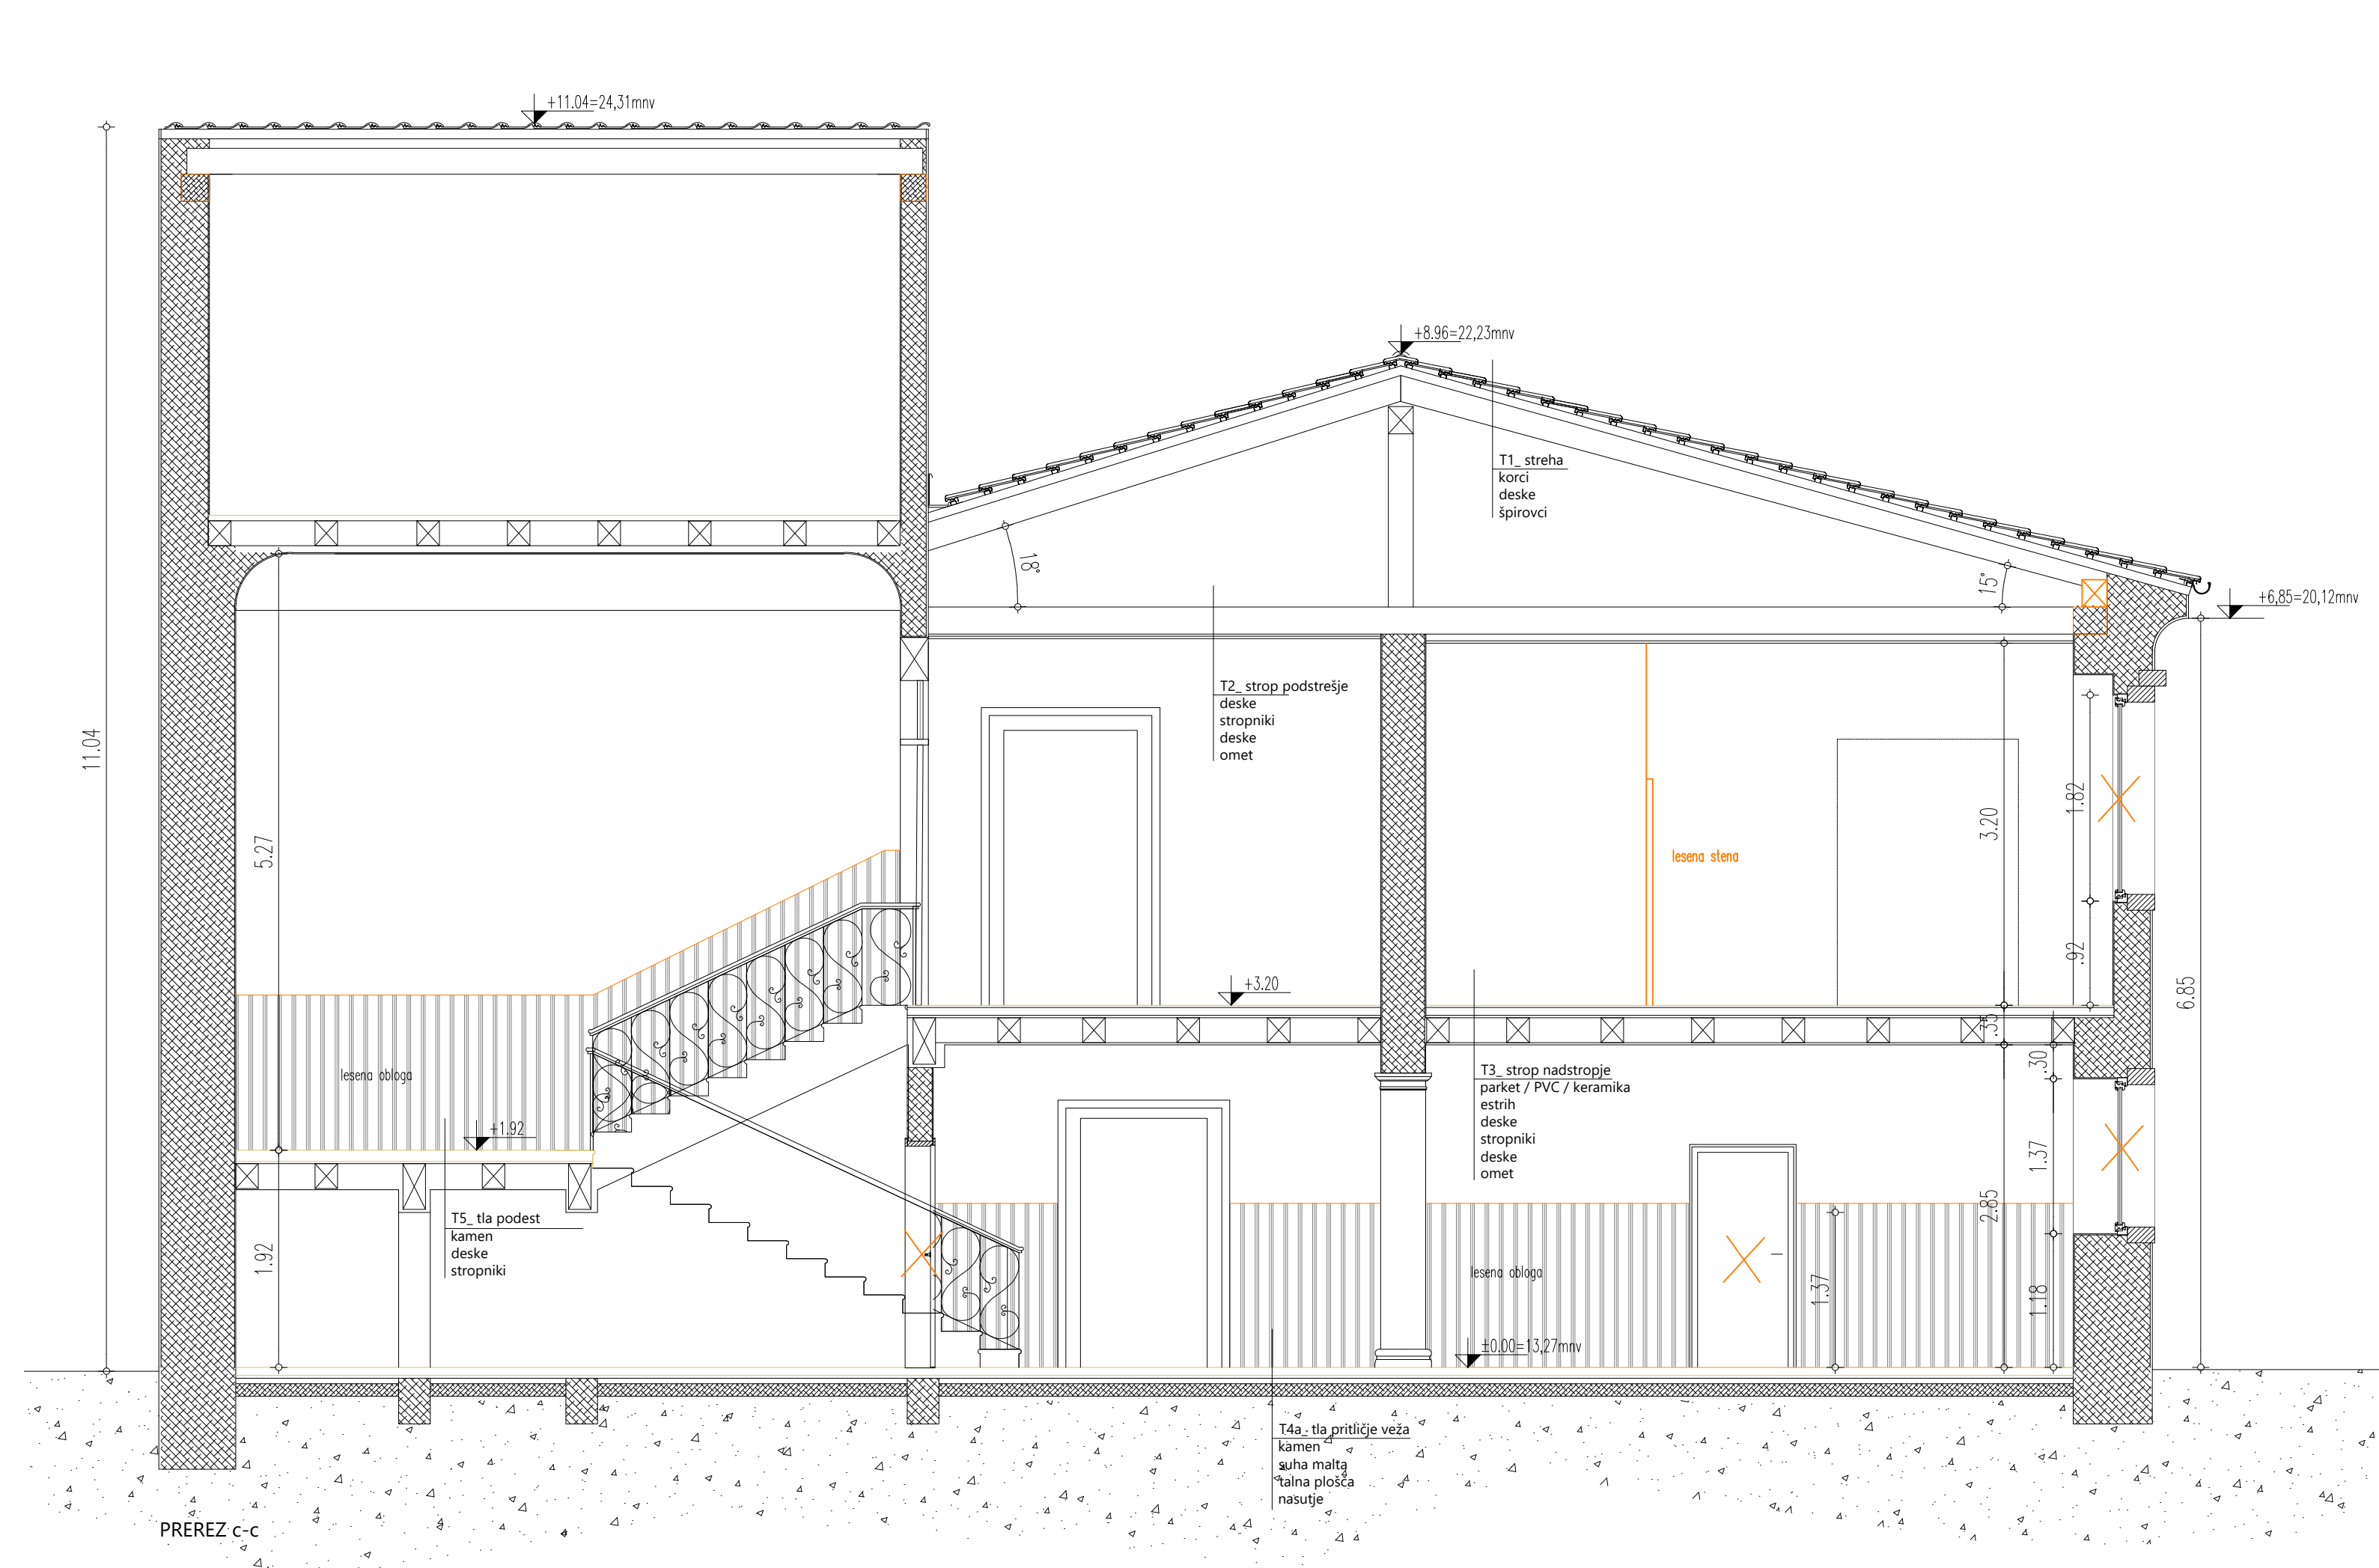 +11.04=24,31mnv
+8.96=22,23mnv
T1_ streha
korci
deske
špirovci
18°
15°
+6,85=20,12mnv
T2_ strop podstrešje
deske
stropniki
deske
omet
11.04
5.27
3.20
1.82
lesena stena
.92
+3.20
6.85
.35
.30
lesena obloga
T3_ strop nadstropje
parket / PVC / keramika
estrih
deske
stropniki
deske
omet
+1.92
1.37
T5_ tla podest
kamen
deske
stropniki
1.92
2.85
lesena obloga
1.37
1.18
±0.00=13,27mnv
T4a_ tla pritličje veža
kamen
suha malta
talna plošča
nasutje
PREREZ c-c